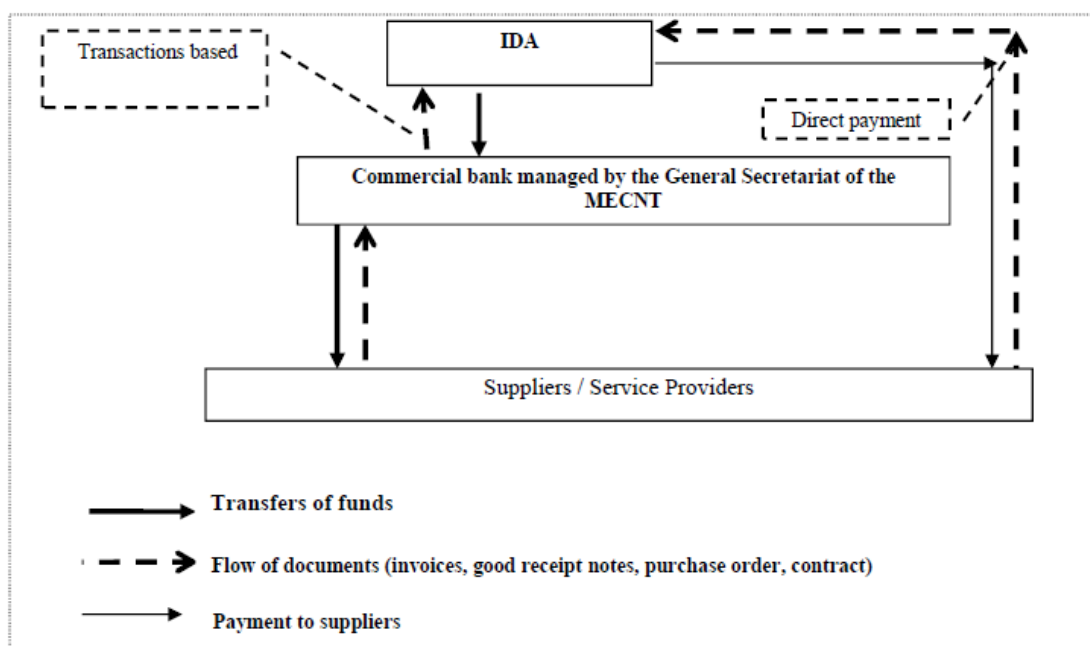 Transactions based
IDA
Direct payment
Commercial bank managed by the General Secretariat of the
MECNT
Suppliers / Service Providers
Transfers of funds
Flow of documents (invoices, good receipt notes, purchase order, contract)
Payment to suppliers